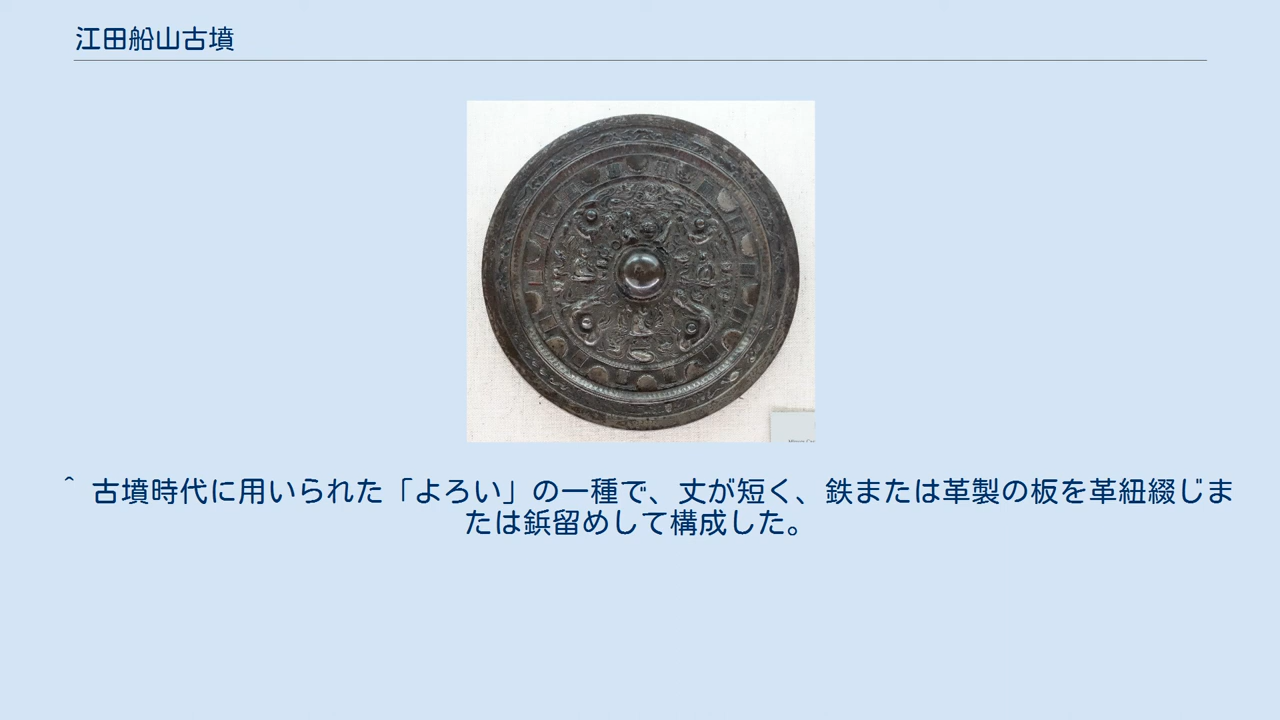 江田船山古墳
^ 古墳時代に用いられた「よろい」の一種で、丈が短く、鉄または革製の板を革紐綴じま
たは鋲留めして構成した。